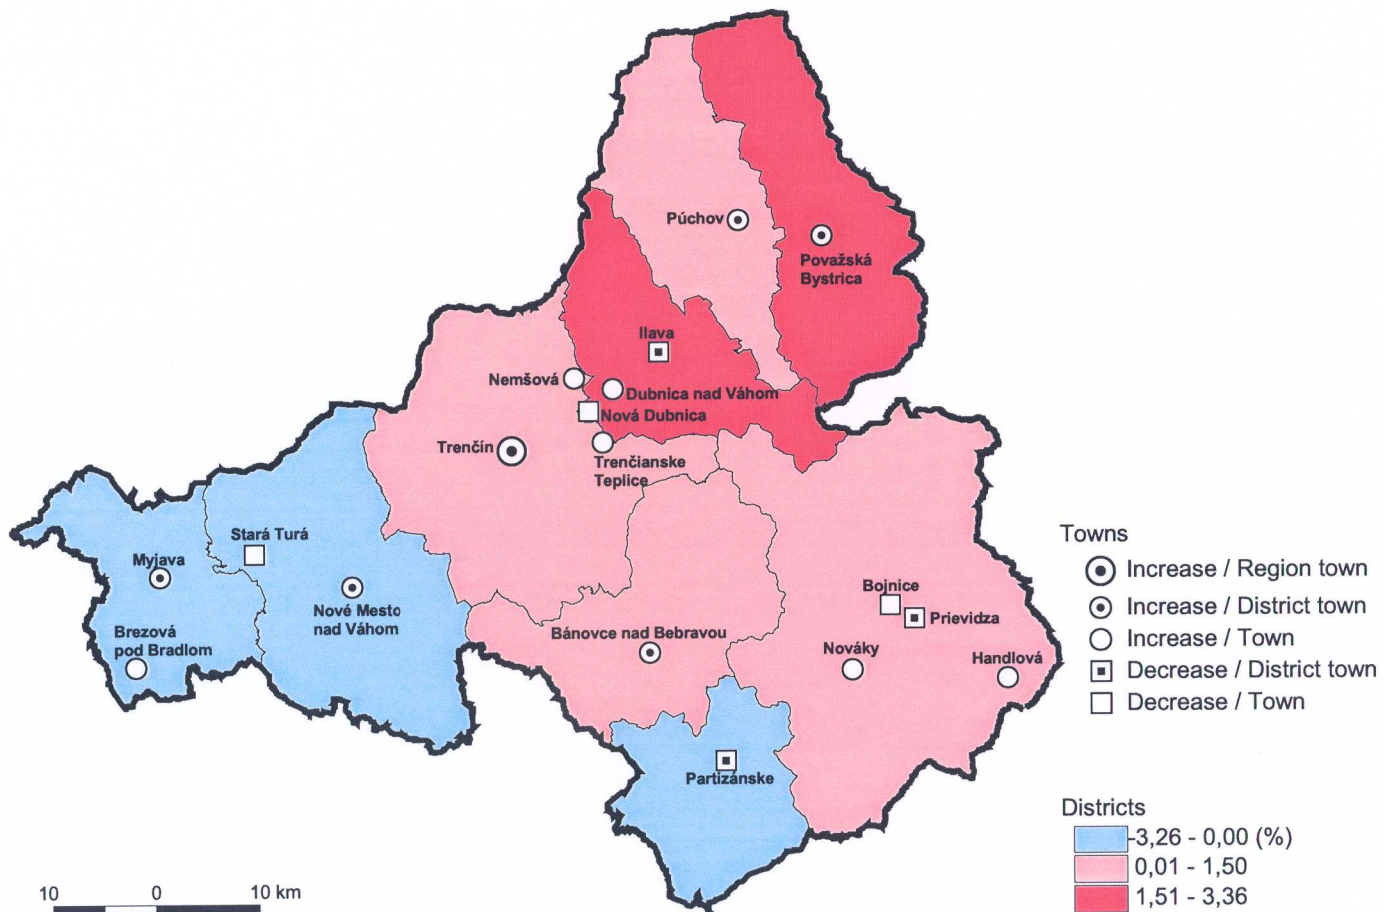 Púchov
Považská
Bystrica
Ilava
Nemšová
Dubnica nad Váhom
Nová Dubnica
Trenčín
Trenčianske
Teplice
Stará Turá
Myjava
Nové Mesto
nad Váhom
Brezová
pod Bradlom
Bánovce nad Bebravou
Bojnice
Prievidza
Nováky
Handlová
Partizánske
Towns
Increase / Region town
Increase / District town
Increase / Town
Decrease / District town
Decrease / Town
Districts
-3,26 - 0,00 (%)
0,01 - 1,50
1,51 - 3,36
10 0 10 km